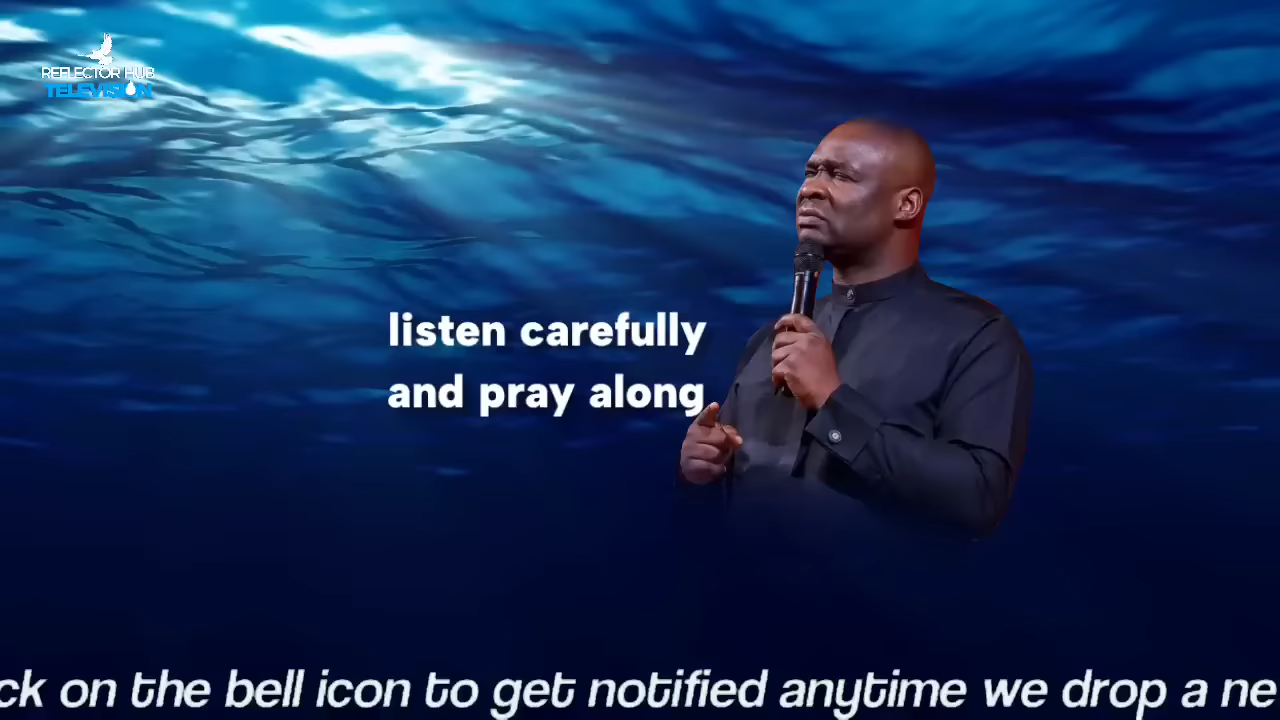 REFLECTOR HUB
TELEVISION
listen carefully
and pray along
ck on the bell icon to get notified anytime we drop a ne